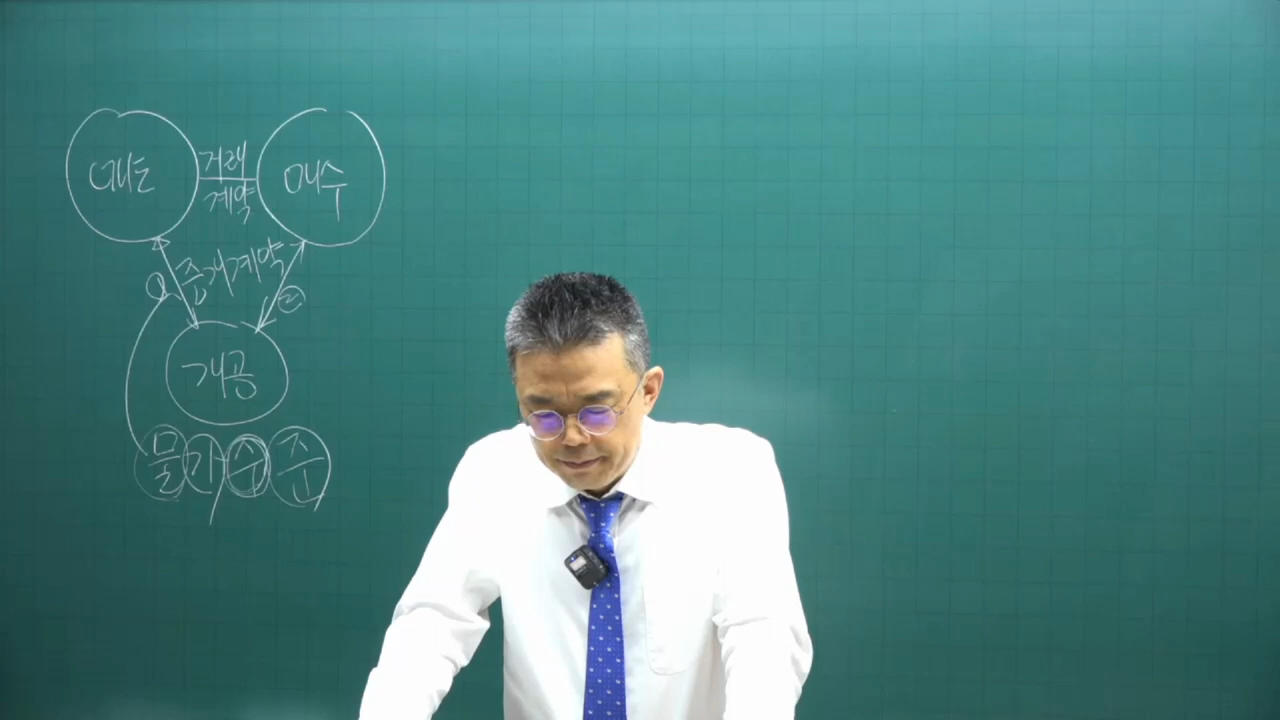 매도 거래 매수
계약
중개계약
① ②
개공
물 가 수 준